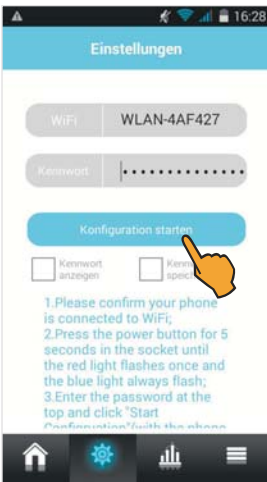 16:28
Einstellungen
WiFi WLAN-4AF427
Kennwort
Konfiguration starten
Kennwort
anzeigen
1.Please confirm your phone
is connected to WiFi;
2.Press the power button for 5
seconds in the socket until
the red light flashes once and
the blue light always flash;
3.Enter the password at the
top and click "Start